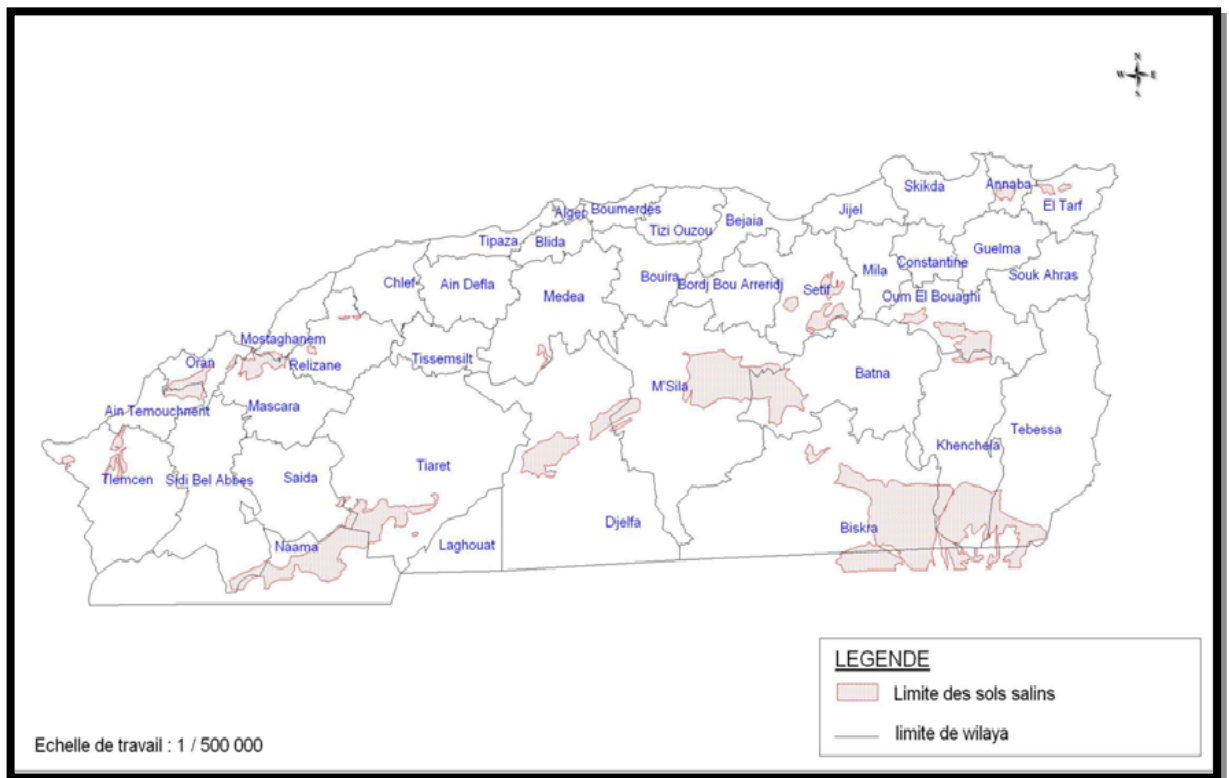 N
W E
S
Skikda
Annaba
El Tarf
Jijel
Alger
Boumerdès
Bejaia
Tizi Ouzou
Tipaza
Blida
Guelma
Constantine
Souk Ahras
Mila
Bouira
Bordj Bou Arreridj
Setif
Oum El Bouaghi
Chlef
Ain Defla
Medea
Mostaghanem
Oran
Relizane
Tissemsilt
M'Sila
Batna
Ain Temouchnent
Mascara
Khenchela
Tebessa
Tlemcen
Sidi Bel Abbes
Saida
Tiaret
Djelfa
Biskra
Naama
Laghouat
LEGENDE
Limite des sols salins
limite de wilaya
Echelle de travail : 1 / 500 000